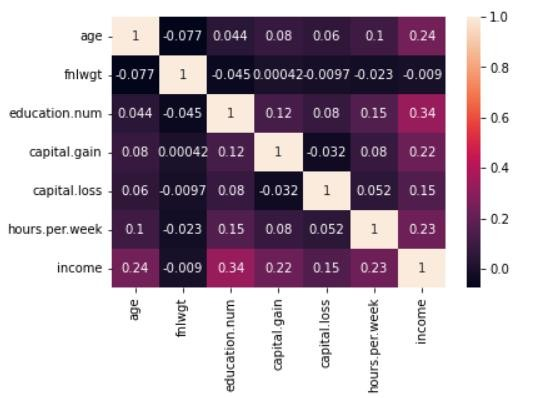 age 1 -0.077 0.044 0.08 0.06 0.1 0.24
fnlwgt -0.077 1 -0.045 0.00042 -0.0097 -0.023 -0.009
education.num 0.044 -0.045 1 0.12 0.08 0.15 0.34
capital.gain 0.08 0.00042 0.12 1 -0.032 0.08 0.22
capital.loss 0.06 -0.0097 0.08 -0.032 1 0.052 0.15
hours.per.week 0.1 -0.023 0.15 0.08 0.052 1 0.23
income 0.24 -0.009 0.34 0.22 0.15 0.23 1
age fnlwgt education.num capital.gain capital.loss hours.per.week income
1.0
0.8
0.6
0.4
0.2
0.0